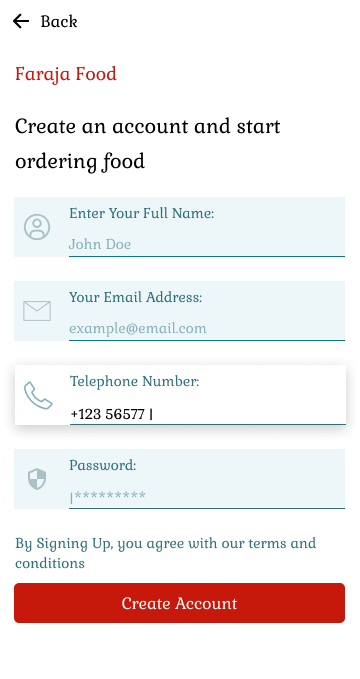 Back
Faraja Food
Create an account and start
ordering food
Enter Your Full Name:
John Doe
Your Email Address:
example@email.com
Telephone Number:
+123 56577 |
Password:
|*********
By Signing Up, you agree with our terms and
conditions
Create Account